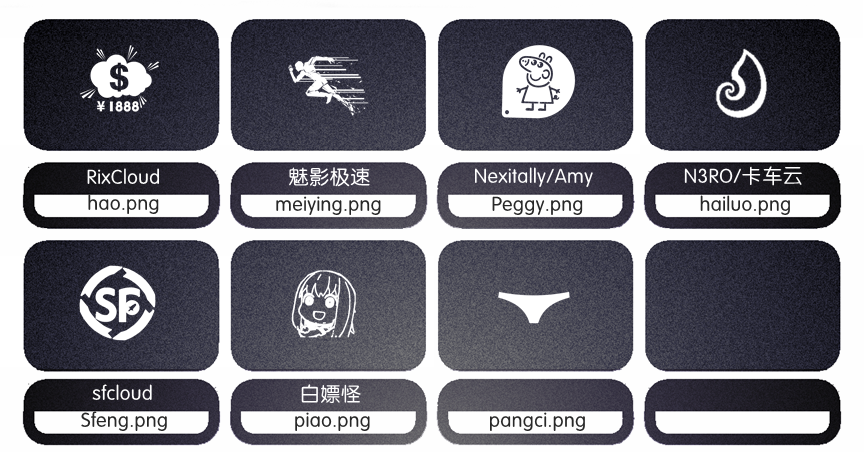 $
¥1888
RixCloud
魅影极速
Nexitally/Amy
N3RO/卡车云
hao.png
meiying.png
Peggy.png
hailuo.png
SF
sfcloud
白嫖怪
Sfeng.png
piao.png
pangci.png